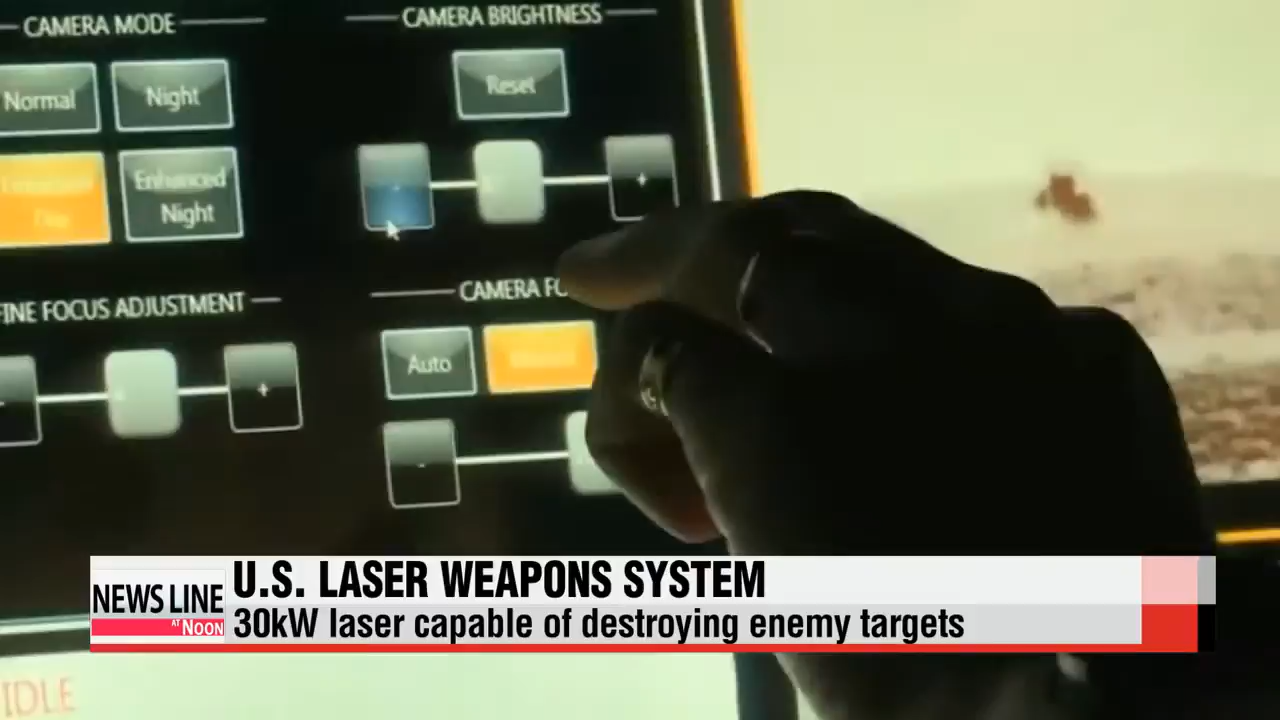 CAMERA MODE
CAMERA BRIGHTNESS
Normal
Night
Reset
Enhanced
Night
+
FINE FOCUS ADJUSTMENT
CAMERA FO
Auto
+
-
NEWS LINE
AT NOON
U.S. LASER WEAPONS SYSTEM
30kW laser capable of destroying enemy targets
IDLE